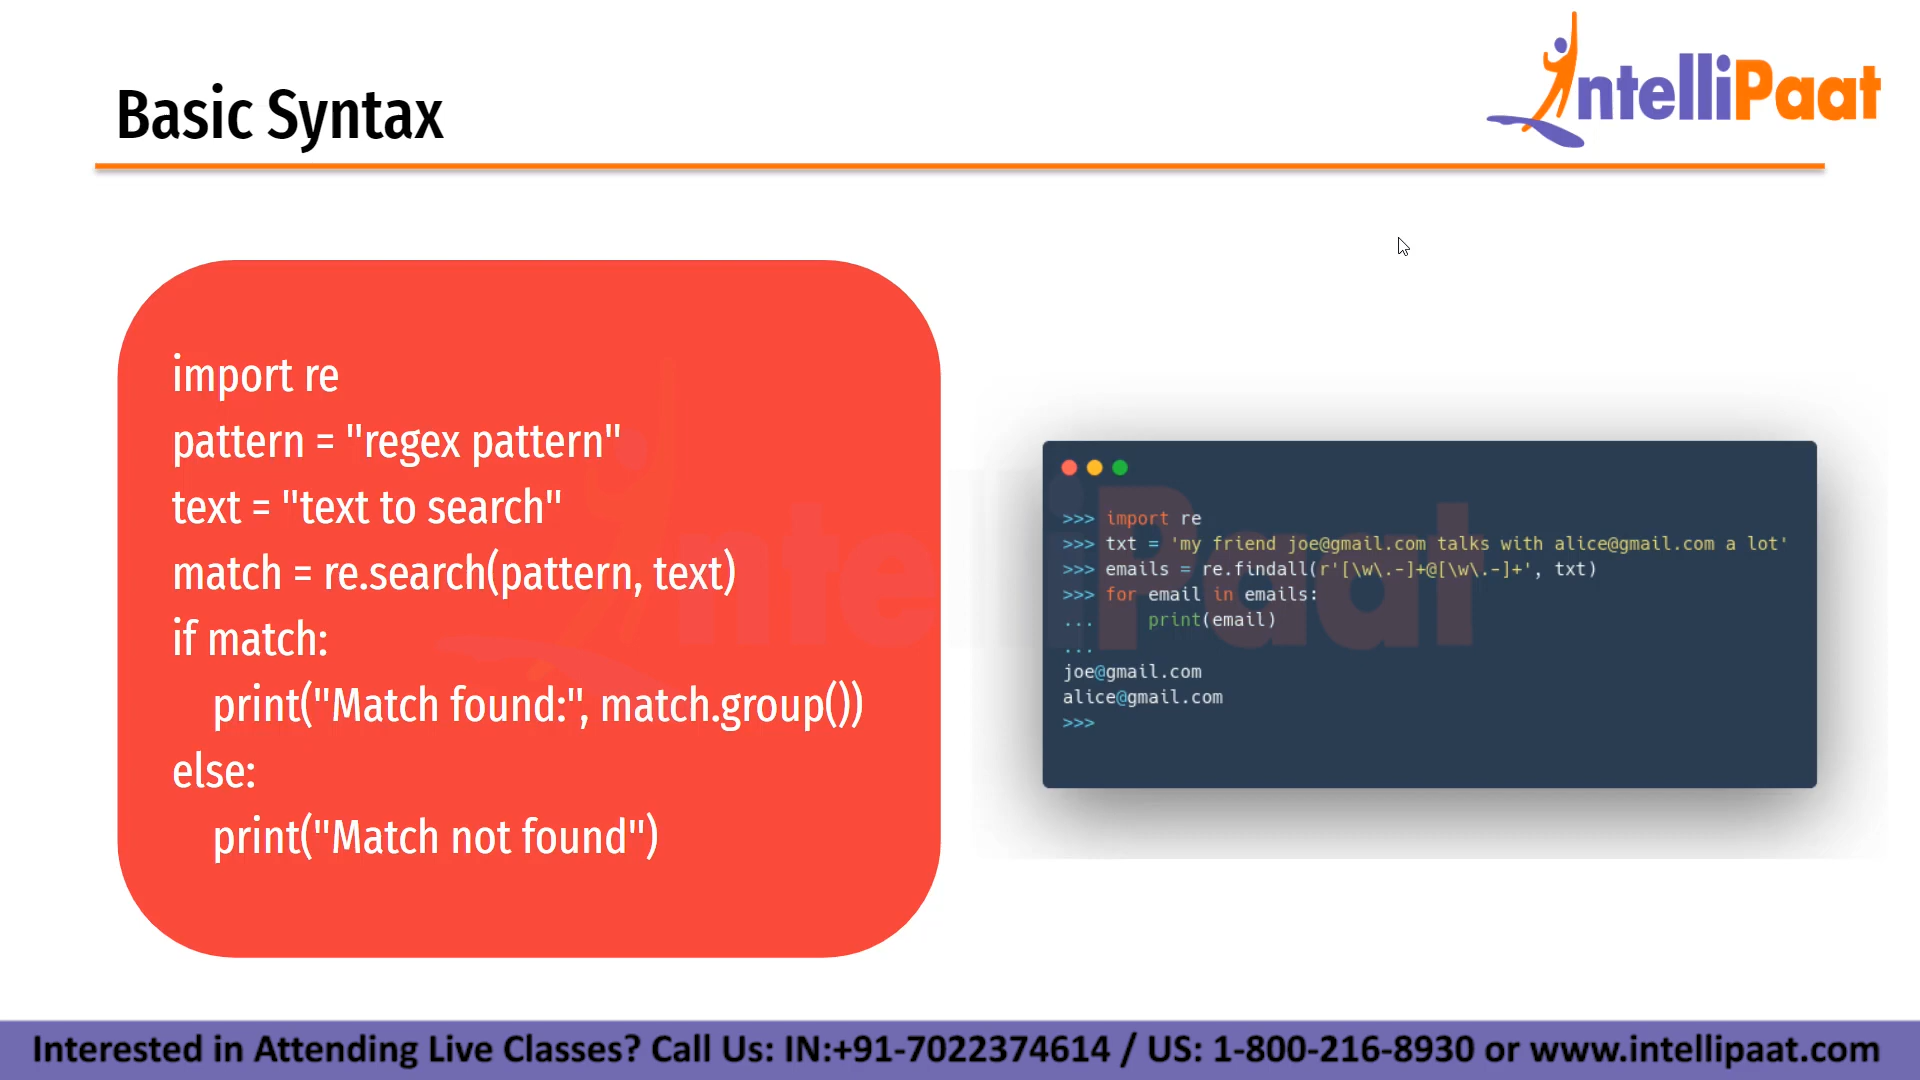 Basic Syntax
IntelliPaat
import re
pattern = "regex pattern"
text = "text to search"
match = re.search(pattern, text)
if match:
    print("Match found:", match.group())
else:
    print("Match not found")
>>> import re
>>> txt = 'my friend joe@gmail.com talks with alice@gmail.com a lot'
>>> emails = re.findall(r'[\w\.-]+@[\w\.-]+', txt)
>>> for email in emails:
...     print(email)
...
joe@gmail.com
alice@gmail.com
>>>
IntelliPaat
Interested in Attending Live Classes? Call Us: IN:+91-7022374614 / US: 1-800-216-8930 or www.intellipaat.com